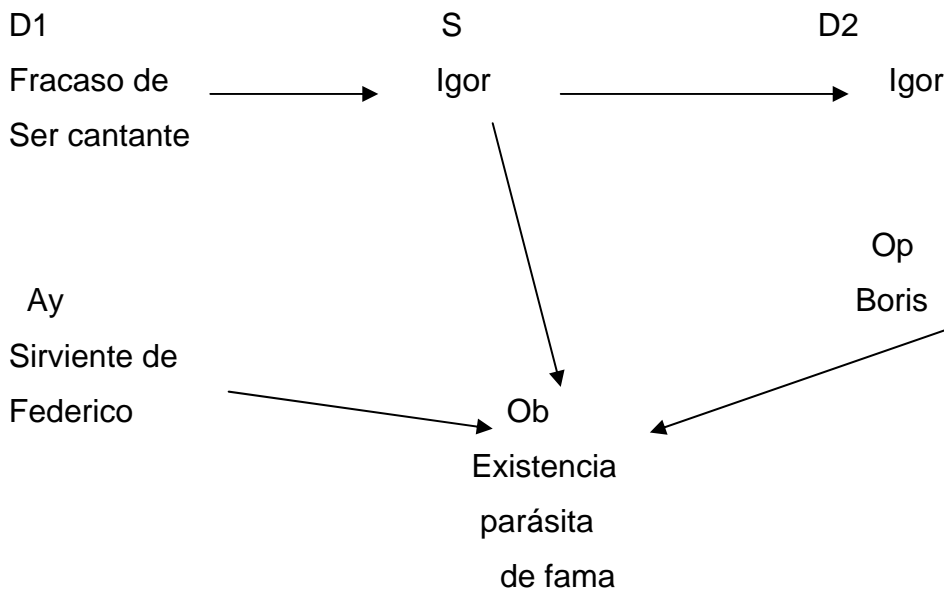 D1 S D2
Fracaso de Igor Igor
Ser cantante
Op
Ay Boris
Sirviente de
Federico Ob
Existencia
parásita
de fama